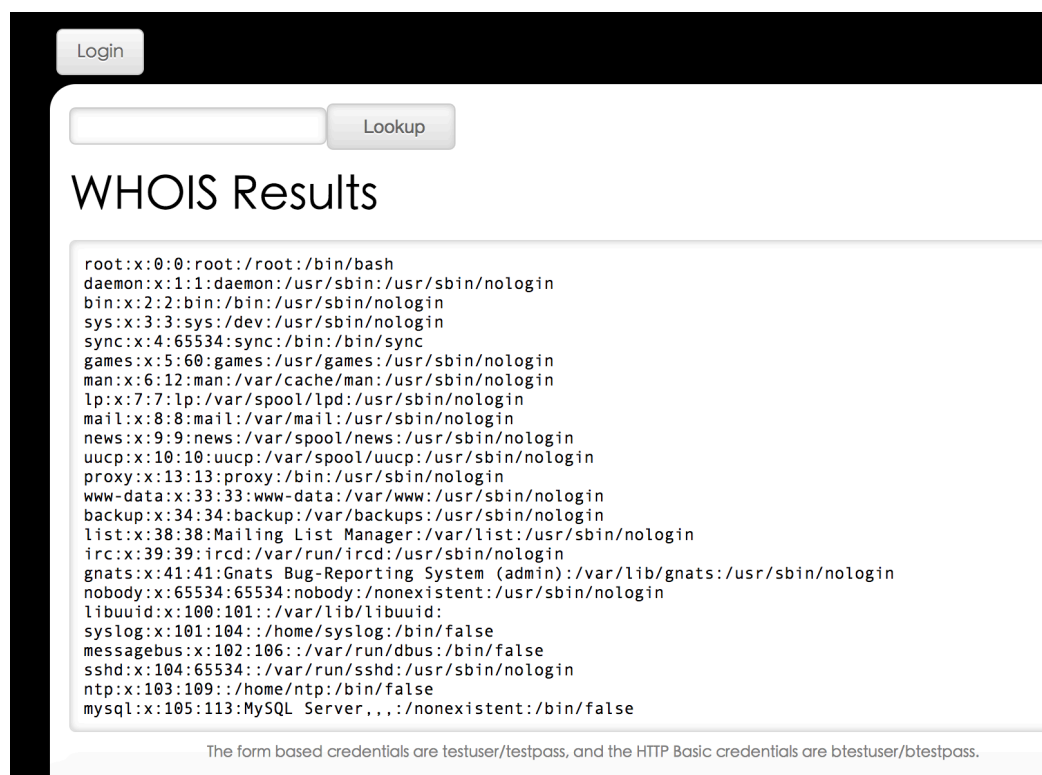 Login
Lookup
WHOIS Results
root:x:0:0:root:/root:/bin/bash
daemon:x:1:1:daemon:/usr/sbin:/usr/sbin/nologin
bin:x:2:2:bin:/bin:/usr/sbin/nologin
sys:x:3:3:sys:/dev:/usr/sbin/nologin
sync:x:4:65534:sync:/bin:/bin/sync
games:x:5:60:games:/usr/games:/usr/sbin/nologin
man:x:6:12:man:/var/cache/man:/usr/sbin/nologin
lp:x:7:7:lp:/var/spool/lpd:/usr/sbin/nologin
mail:x:8:8:mail:/var/mail:/usr/sbin/nologin
news:x:9:9:news:/var/spool/news:/usr/sbin/nologin
uucp:x:10:10:uucp:/var/spool/uucp:/usr/sbin/nologin
proxy:x:13:13:proxy:/bin:/usr/sbin/nologin
www-data:x:33:33:www-data:/var/www:/usr/sbin/nologin
backup:x:34:34:backup:/var/backups:/usr/sbin/nologin
list:x:38:38:Mailing List Manager:/var/list:/usr/sbin/nologin
irc:x:39:39:ircd:/var/run/ircd:/usr/sbin/nologin
gnats:x:41:41:Gnats Bug-Reporting System (admin):/var/lib/gnats:/usr/sbin/nologin
nobody:x:65534:65534:nobody:/nonexistent:/usr/sbin/nologin
libuuid:x:100:101::/var/lib/libuuid:
syslog:x:101:104::/home/syslog:/bin/false
messagebus:x:102:106::/var/run/dbus:/bin/false
sshd:x:104:65534::/var/run/sshd:/usr/sbin/nologin
ntp:x:103:109::/home/ntp:/bin/false
mysql:x:105:113:MySQL Server,,,:/nonexistent:/bin/false
The form based credentials are testuser/testpass, and the HTTP Basic credentials are btestuser/btestpass.